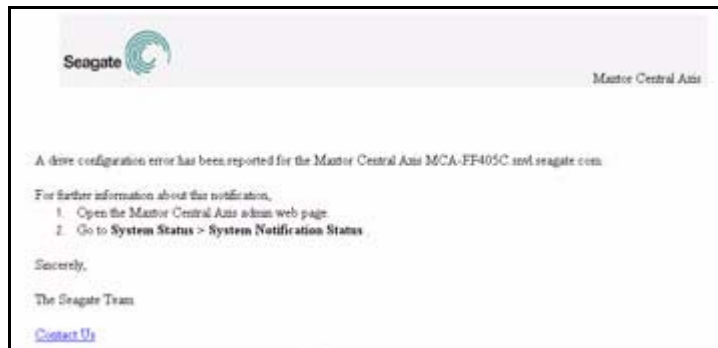 Seagate
Maxtor Central Axis
A drive configuration error has been reported for the Maxtor Central Axis MCA-FF405C.snvl.seagate.com.
For further information about this notification,
1. Open the Maxtor Central Axis admin web page
2. Go to System Status > System Notification Status
Sincerely,
The Seagate Team
Contact Us